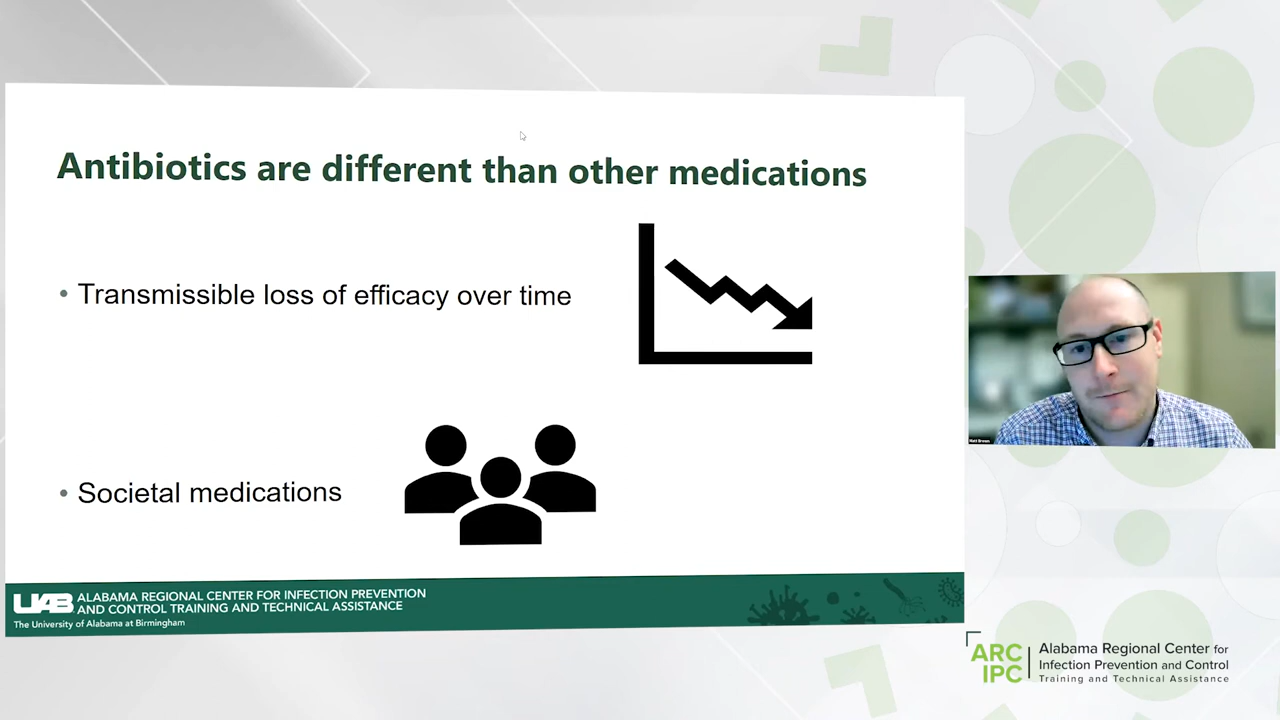 Antibiotics are different than other medications
• Transmissible loss of efficacy over time
• Societal medications
UAB
ALABAMA REGIONAL CENTER FOR INFECTION PREVENTION
AND CONTROL TRAINING AND TECHNICAL ASSISTANCE
The University of Alabama at Birmingham
Matt Brown
ARC
IPC
Alabama Regional Center for
Infection Prevention and Control
Training and Technical Assistance